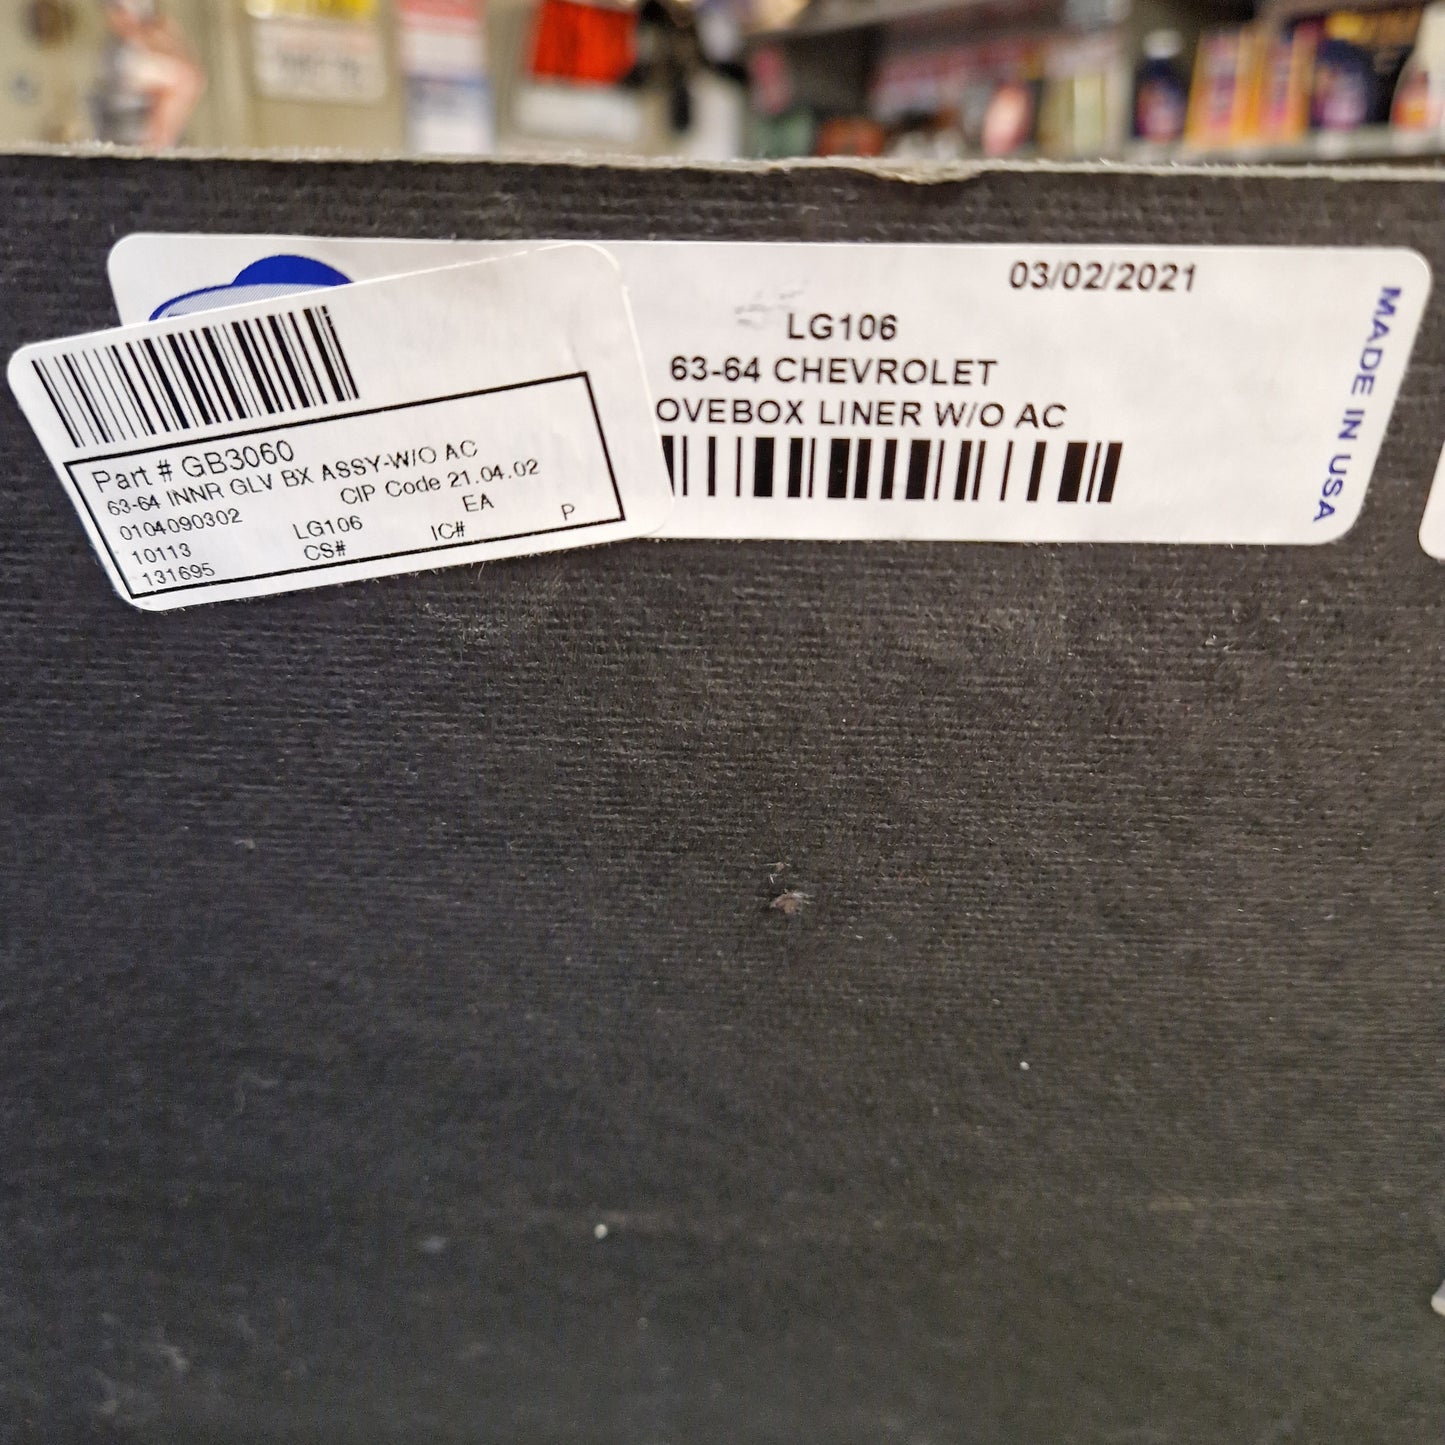 03/02/2021
LG106
63-64 CHEVROLET
OVEBOX LINER W/O AC
MADE IN USA
Part # GB3060
63-64 INNR GLV BX ASSY-W/O AC
0104090302 CIP Code 21.04.02
10113 LG106 EA
131695 CS# IC# P